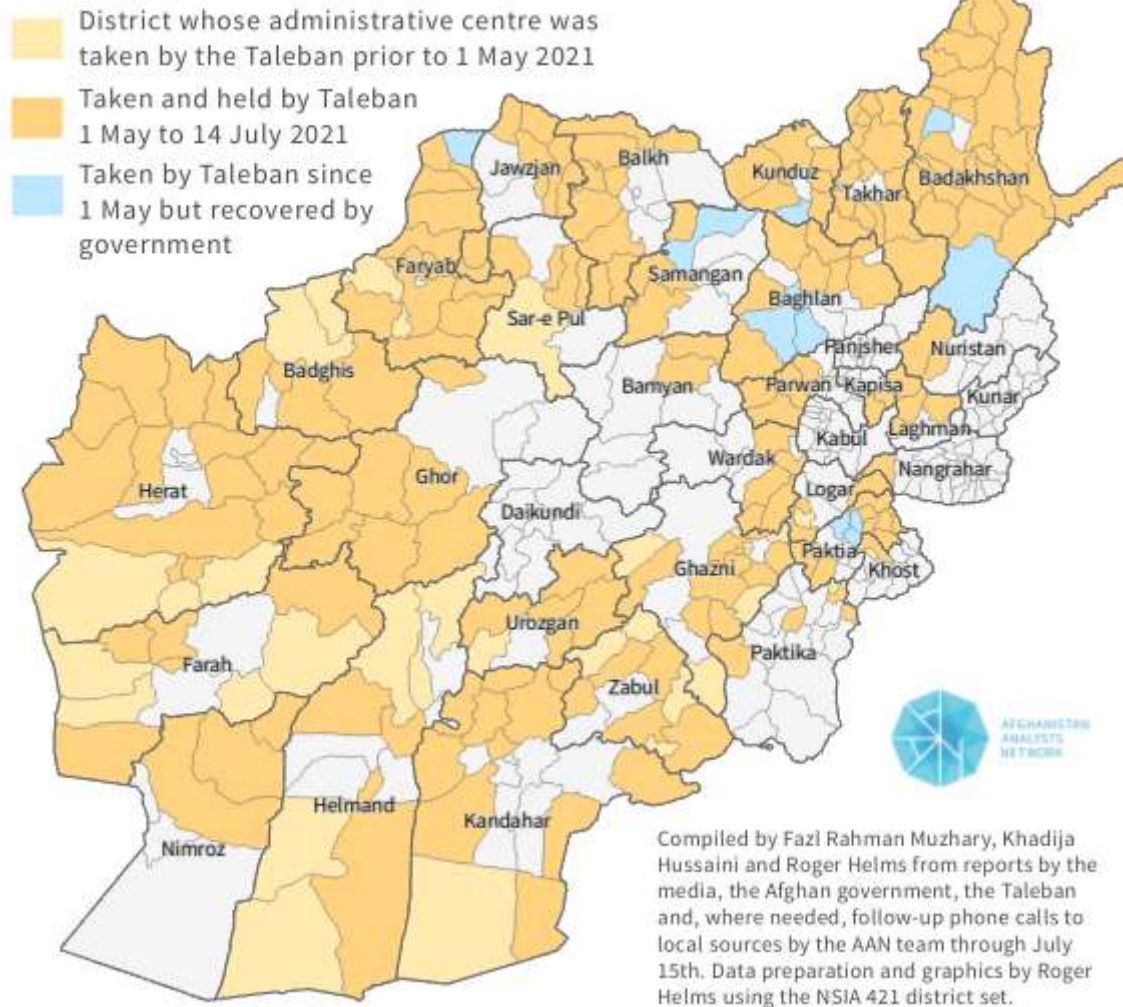 District whose administrative centre was
taken by the Taleban prior to 1 May 2021
Taken and held by Taleban
1 May to 14 July 2021
Taken by Taleban since
1 May but recovered by
government
Jawzjan
Balkh
Kunduz
Takhar
Badakhshan
Faryab
Samangan
Baghlan
Sar-e Pul
Panjsher
Nuristan
Badghis
Bamyan
Parwan
Kapisa
Kunar
Laghman
Kabul
Wardak
Ghor
Nangrahar
Herat
Logar
Daikundi
Paktia
Ghazni
Khost
Urozgan
Farah
Paktika
Zabul
Helmand
Kandahar
Nimroz
AFGHANISTAN
ANALYSTS
NETWORK
Compiled by Fazl Rahman Muzhary, Khadija
Hussaini and Roger Helms from reports by the
media, the Afghan government, the Taleban
and, where needed, follow-up phone calls to
local sources by the AAN team through July
15th. Data preparation and graphics by Roger
Helms using the NSIA 421 district set.